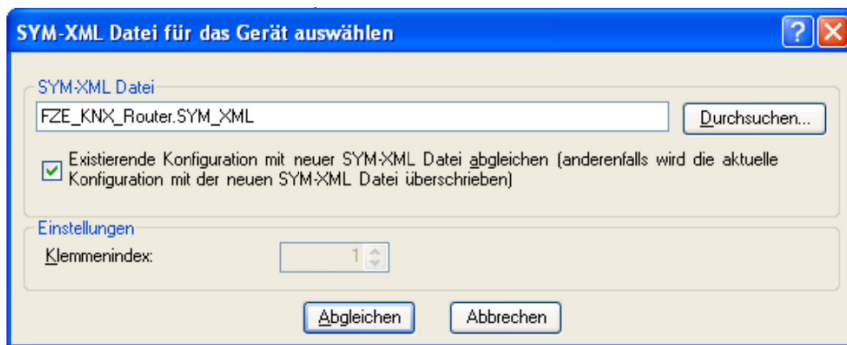 SYM-XML Datei für das Gerät auswählen
SYM-XML Datei
FZE_KNX_Router.SYM_XML
Durchsuchen...
Existierende Konfiguration mit neuer SYM-XML Datei abgleichen (anderenfalls wird die aktuelle
Konfiguration mit der neuen SYM-XML Datei überschrieben)
Einstellungen
Klemmenindex:
1
Abgleichen
Abbrechen